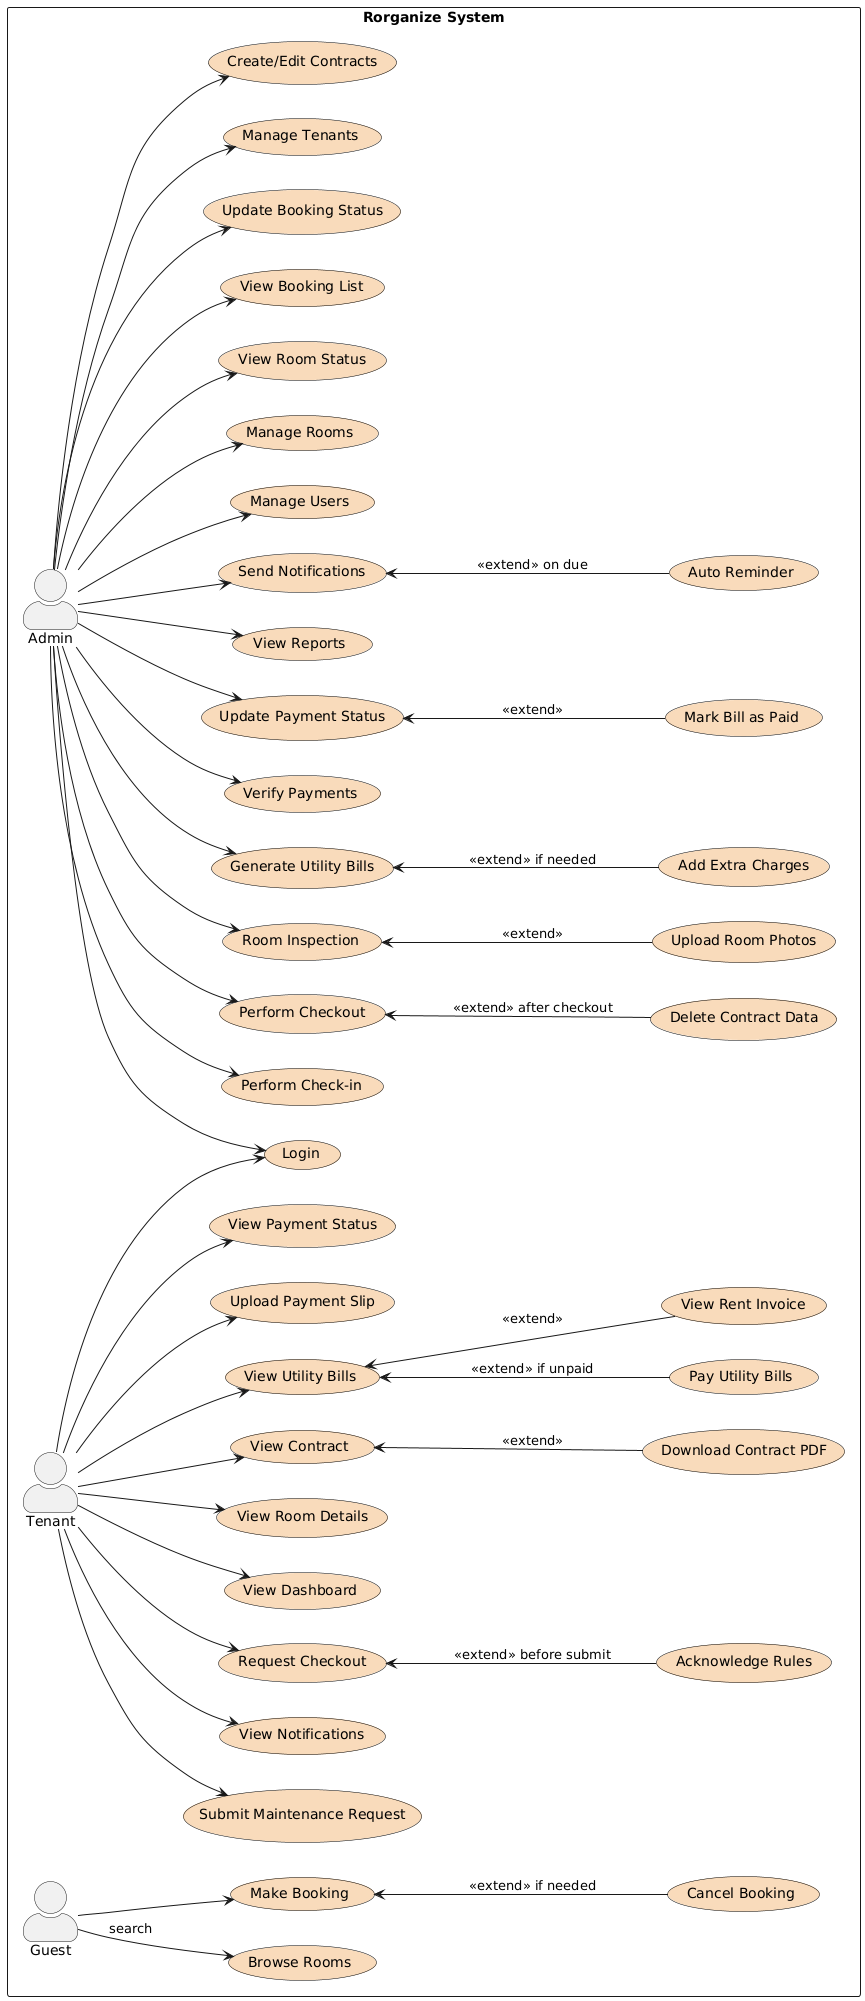 Rorganize System
Create/Edit Contracts
Manage Tenants
Update Booking Status
View Booking List
View Room Status
Manage Rooms
Manage Users
Send Notifications
«extend» on due
Auto Reminder
Admin
View Reports
Update Payment Status
«extend»
Mark Bill as Paid
Verify Payments
Generate Utility Bills
«extend» if needed
Add Extra Charges
Room Inspection
«extend»
Upload Room Photos
Perform Checkout
«extend» after checkout
Delete Contract Data
Perform Check-in
Login
View Payment Status
Upload Payment Slip
«extend»
View Rent Invoice
View Utility Bills
«extend» if unpaid
Pay Utility Bills
View Contract
«extend»
Download Contract PDF
Tenant
View Room Details
View Dashboard
Request Checkout
«extend» before submit
Acknowledge Rules
View Notifications
Submit Maintenance Request
Make Booking
«extend» if needed
Cancel Booking
search
Guest
Browse Rooms